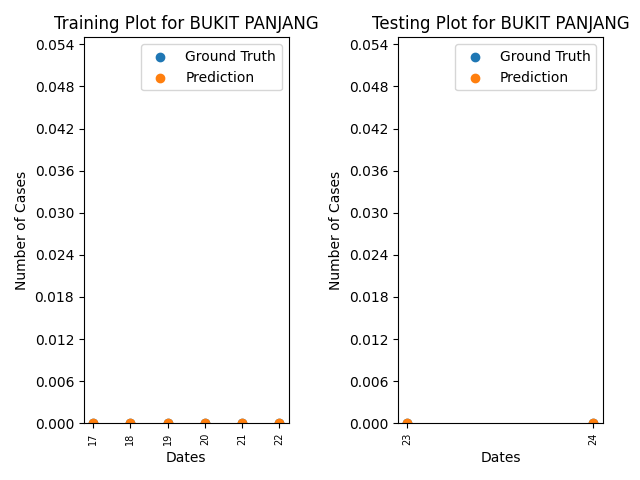 Training Plot for BUKIT PANJANG
Ground Truth
Prediction
Number of Cases
0.054
0.048
0.042
0.036
0.030
0.024
0.018
0.012
0.006
0.000
17
18
19
20
21
22
Dates
Testing Plot for BUKIT PANJANG
Ground Truth
Prediction
Number of Cases
0.054
0.048
0.042
0.036
0.030
0.024
0.018
0.012
0.006
0.000
23
24
Dates